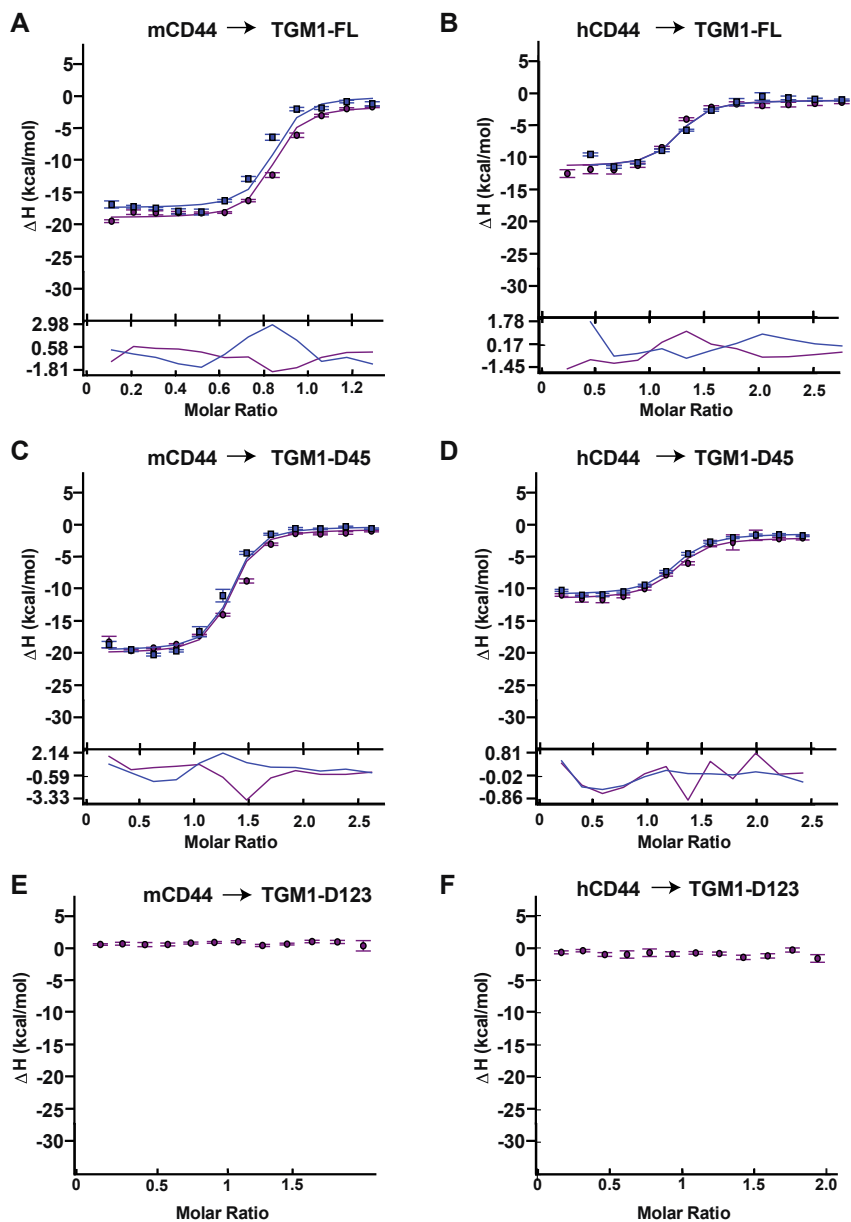 A
mCD44 → TGM1-FL
5
0
-5
-10
-15
-20
-25
-30
ΔH (kcal/mol)
2.98
0.58
-1.81
0 0.2 0.4 0.6 0.8 1.0 1.2
Molar Ratio
B
hCD44 → TGM1-FL
5
0
-5
-10
-15
-20
-25
-30
ΔH (kcal/mol)
1.78
0.17
-1.45
0 0.5 1.0 1.5 2.0 2.5
Molar Ratio
C
mCD44 → TGM1-D45
5
0
-5
-10
-15
-20
-25
-30
ΔH (kcal/mol)
2.14
-0.59
-3.33
0 0.5 1.0 1.5 2.0 2.5
Molar Ratio
D
hCD44 → TGM1-D45
5
0
-5
-10
-15
-20
-25
-30
ΔH (kcal/mol)
0.81
-0.02
-0.86
0 0.5 1.0 1.5 2.0 2.5
Molar Ratio
E
mCD44 → TGM1-D123
5
0
-5
-10
-15
-20
-25
-30
ΔH (kcal/mol)
0 0.5 1 1.5
Molar Ratio
F
hCD44 → TGM1-D123
5
0
-5
-10
-15
-20
-25
-30
ΔH (kcal/mol)
0 0.5 1 1.5 2.0
Molar Ratio